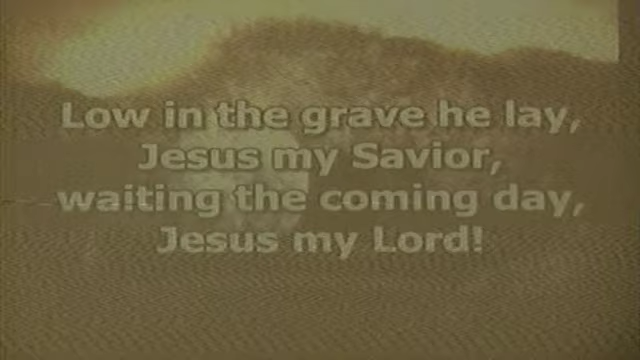 Low in the grave he lay,
Jesus my Savior,
waiting the coming day,
Jesus my Lord!